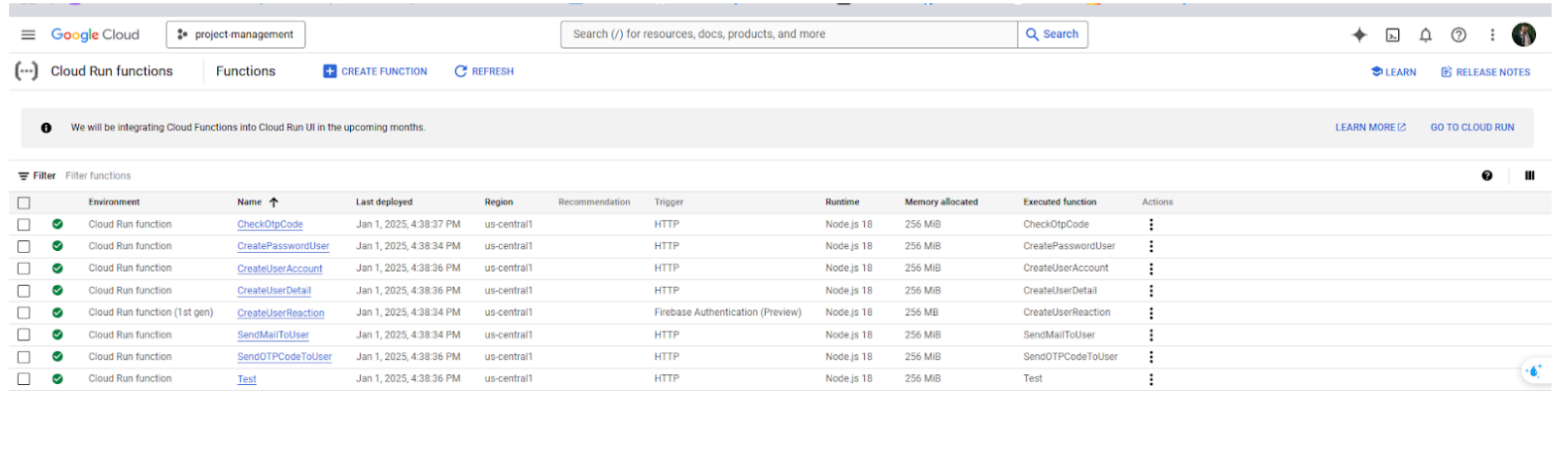 Google Cloud project-management Search (/) for resources, docs, products, and more Search
Cloud Run functions Functions CREATE FUNCTION REFRESH LEARN RELEASE NOTES
We will be integrating Cloud Functions into Cloud Run UI in the upcoming months. LEARN MORE GO TO CLOUD RUN
Filter Filter functions
Environment Name Last deployed Region Recommendation Trigger Runtime Memory allocated Executed function Actions
Cloud Run function CheckOtpCode Jan 1, 2025, 4:38:37 PM us-central1 HTTP Node.js 18 256 MiB CheckOtpCode
Cloud Run function CreatePasswordUser Jan 1, 2025, 4:38:34 PM us-central1 HTTP Node.js 18 256 MiB CreatePasswordUser
Cloud Run function CreateUserAccount Jan 1, 2025, 4:38:36 PM us-central1 HTTP Node.js 18 256 MiB CreateUserAccount
Cloud Run function CreateUserDetail Jan 1, 2025, 4:38:36 PM us-central1 HTTP Node.js 18 256 MiB CreateUserDetail
Cloud Run function (1st gen) CreateUserReaction Jan 1, 2025, 4:38:34 PM us-central1 Firebase Authentication (Preview) Node.js 18 256 MB CreateUserReaction
Cloud Run function SendMailToUser Jan 1, 2025, 4:38:34 PM us-central1 HTTP Node.js 18 256 MiB SendMailToUser
Cloud Run function SendOTPCodeToUser Jan 1, 2025, 4:38:36 PM us-central1 HTTP Node.js 18 256 MiB SendOTPCodeToUser
Cloud Run function Test Jan 1, 2025, 4:38:36 PM us-central1 HTTP Node.js 18 256 MiB Test